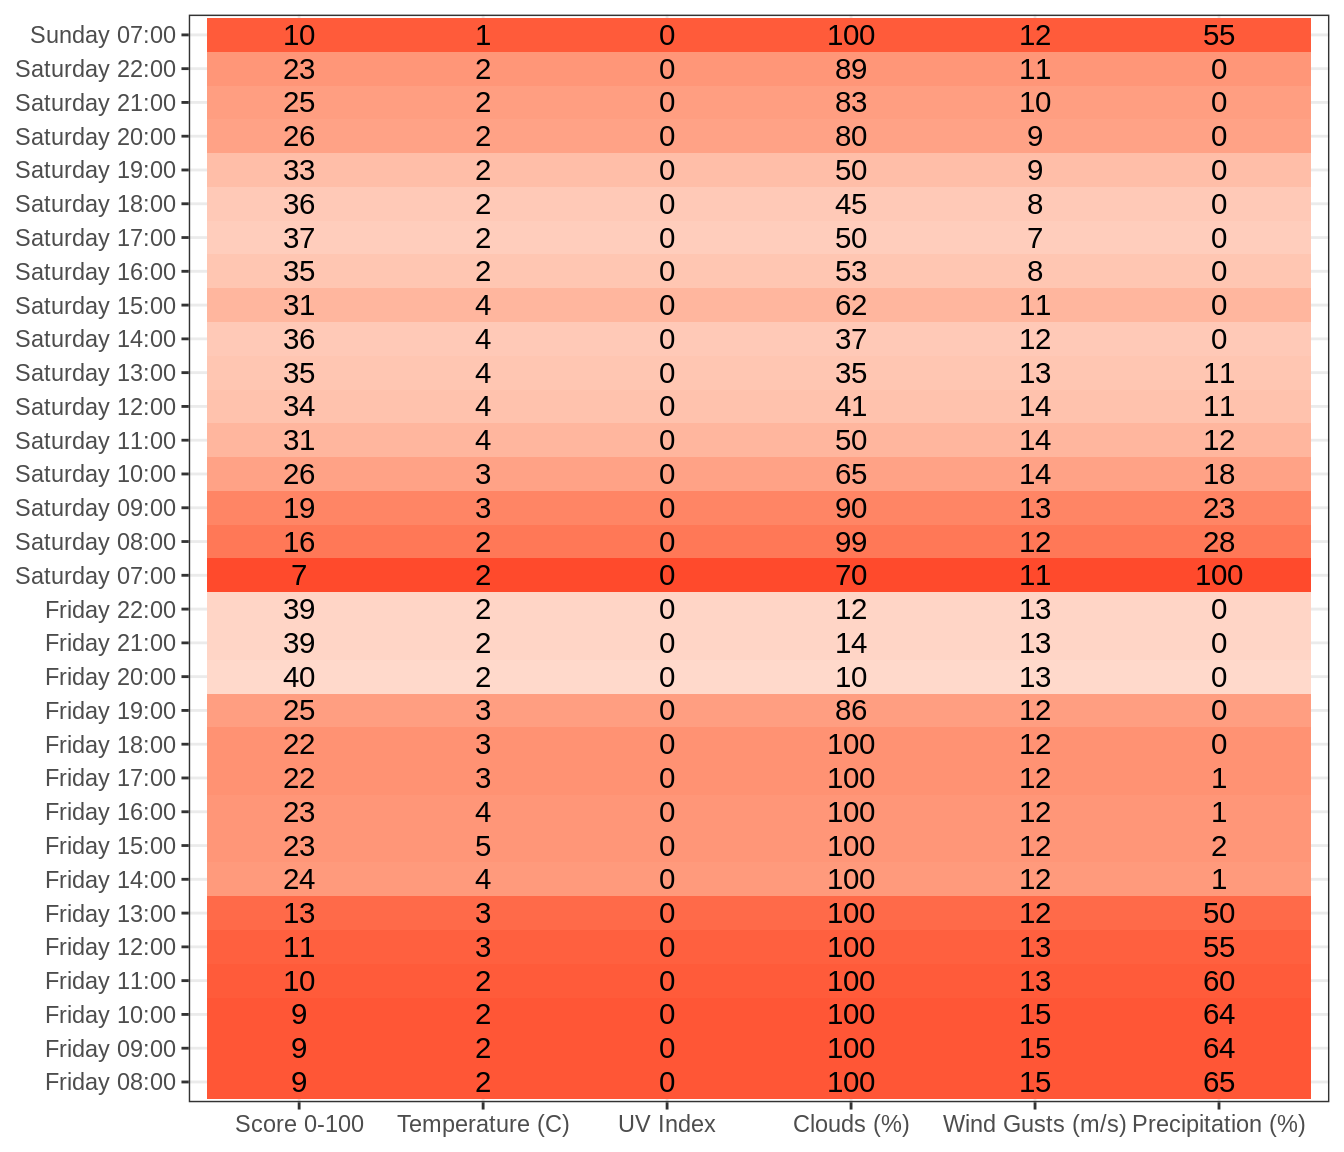 Sunday 07:00 10 1 0 100 12 55
Saturday 22:00 23 2 0 89 11 0
Saturday 21:00 25 2 0 83 10 0
Saturday 20:00 26 2 0 80 9 0
Saturday 19:00 33 2 0 50 9 0
Saturday 18:00 36 2 0 45 8 0
Saturday 17:00 37 2 0 50 7 0
Saturday 16:00 35 2 0 53 8 0
Saturday 15:00 31 4 0 62 11 0
Saturday 14:00 36 4 0 37 12 0
Saturday 13:00 35 4 0 35 13 11
Saturday 12:00 34 4 0 41 14 11
Saturday 11:00 31 4 0 50 14 12
Saturday 10:00 26 3 0 65 14 18
Saturday 09:00 19 3 0 90 13 23
Saturday 08:00 16 2 0 99 12 28
Saturday 07:00 7 2 0 70 11 100
Friday 22:00 39 2 0 12 13 0
Friday 21:00 39 2 0 14 13 0
Friday 20:00 40 2 0 10 13 0
Friday 19:00 25 3 0 86 12 0
Friday 18:00 22 3 0 100 12 0
Friday 17:00 22 3 0 100 12 1
Friday 16:00 23 4 0 100 12 1
Friday 15:00 23 5 0 100 12 2
Friday 14:00 24 4 0 100 12 1
Friday 13:00 13 3 0 100 12 50
Friday 12:00 11 3 0 100 13 55
Friday 11:00 10 2 0 100 13 60
Friday 10:00 9 2 0 100 15 64
Friday 09:00 9 2 0 100 15 64
Friday 08:00 9 2 0 100 15 65
Score 0-100 Temperature (C) UV Index Clouds (%) Wind Gusts (m/s) Precipitation (%)